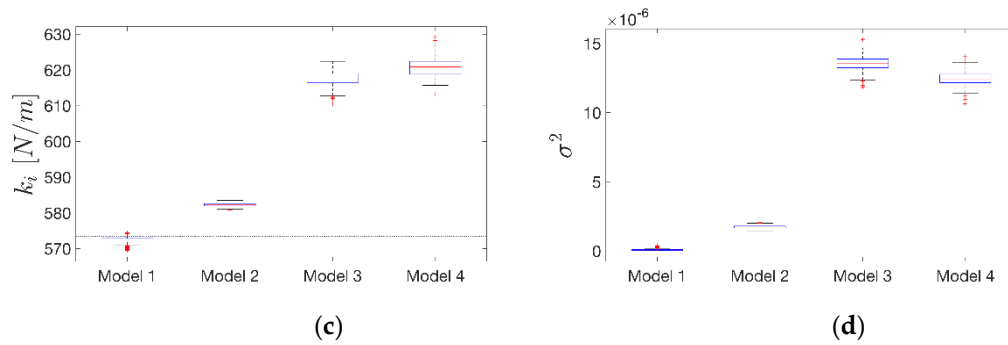 630
620
610
600
590
580
570
k_i [N/m]
Model 1 Model 2 Model 3 Model 4
(c)
×10^-6
15
10
5
0
σ^2
Model 1 Model 2 Model 3 Model 4
(d)